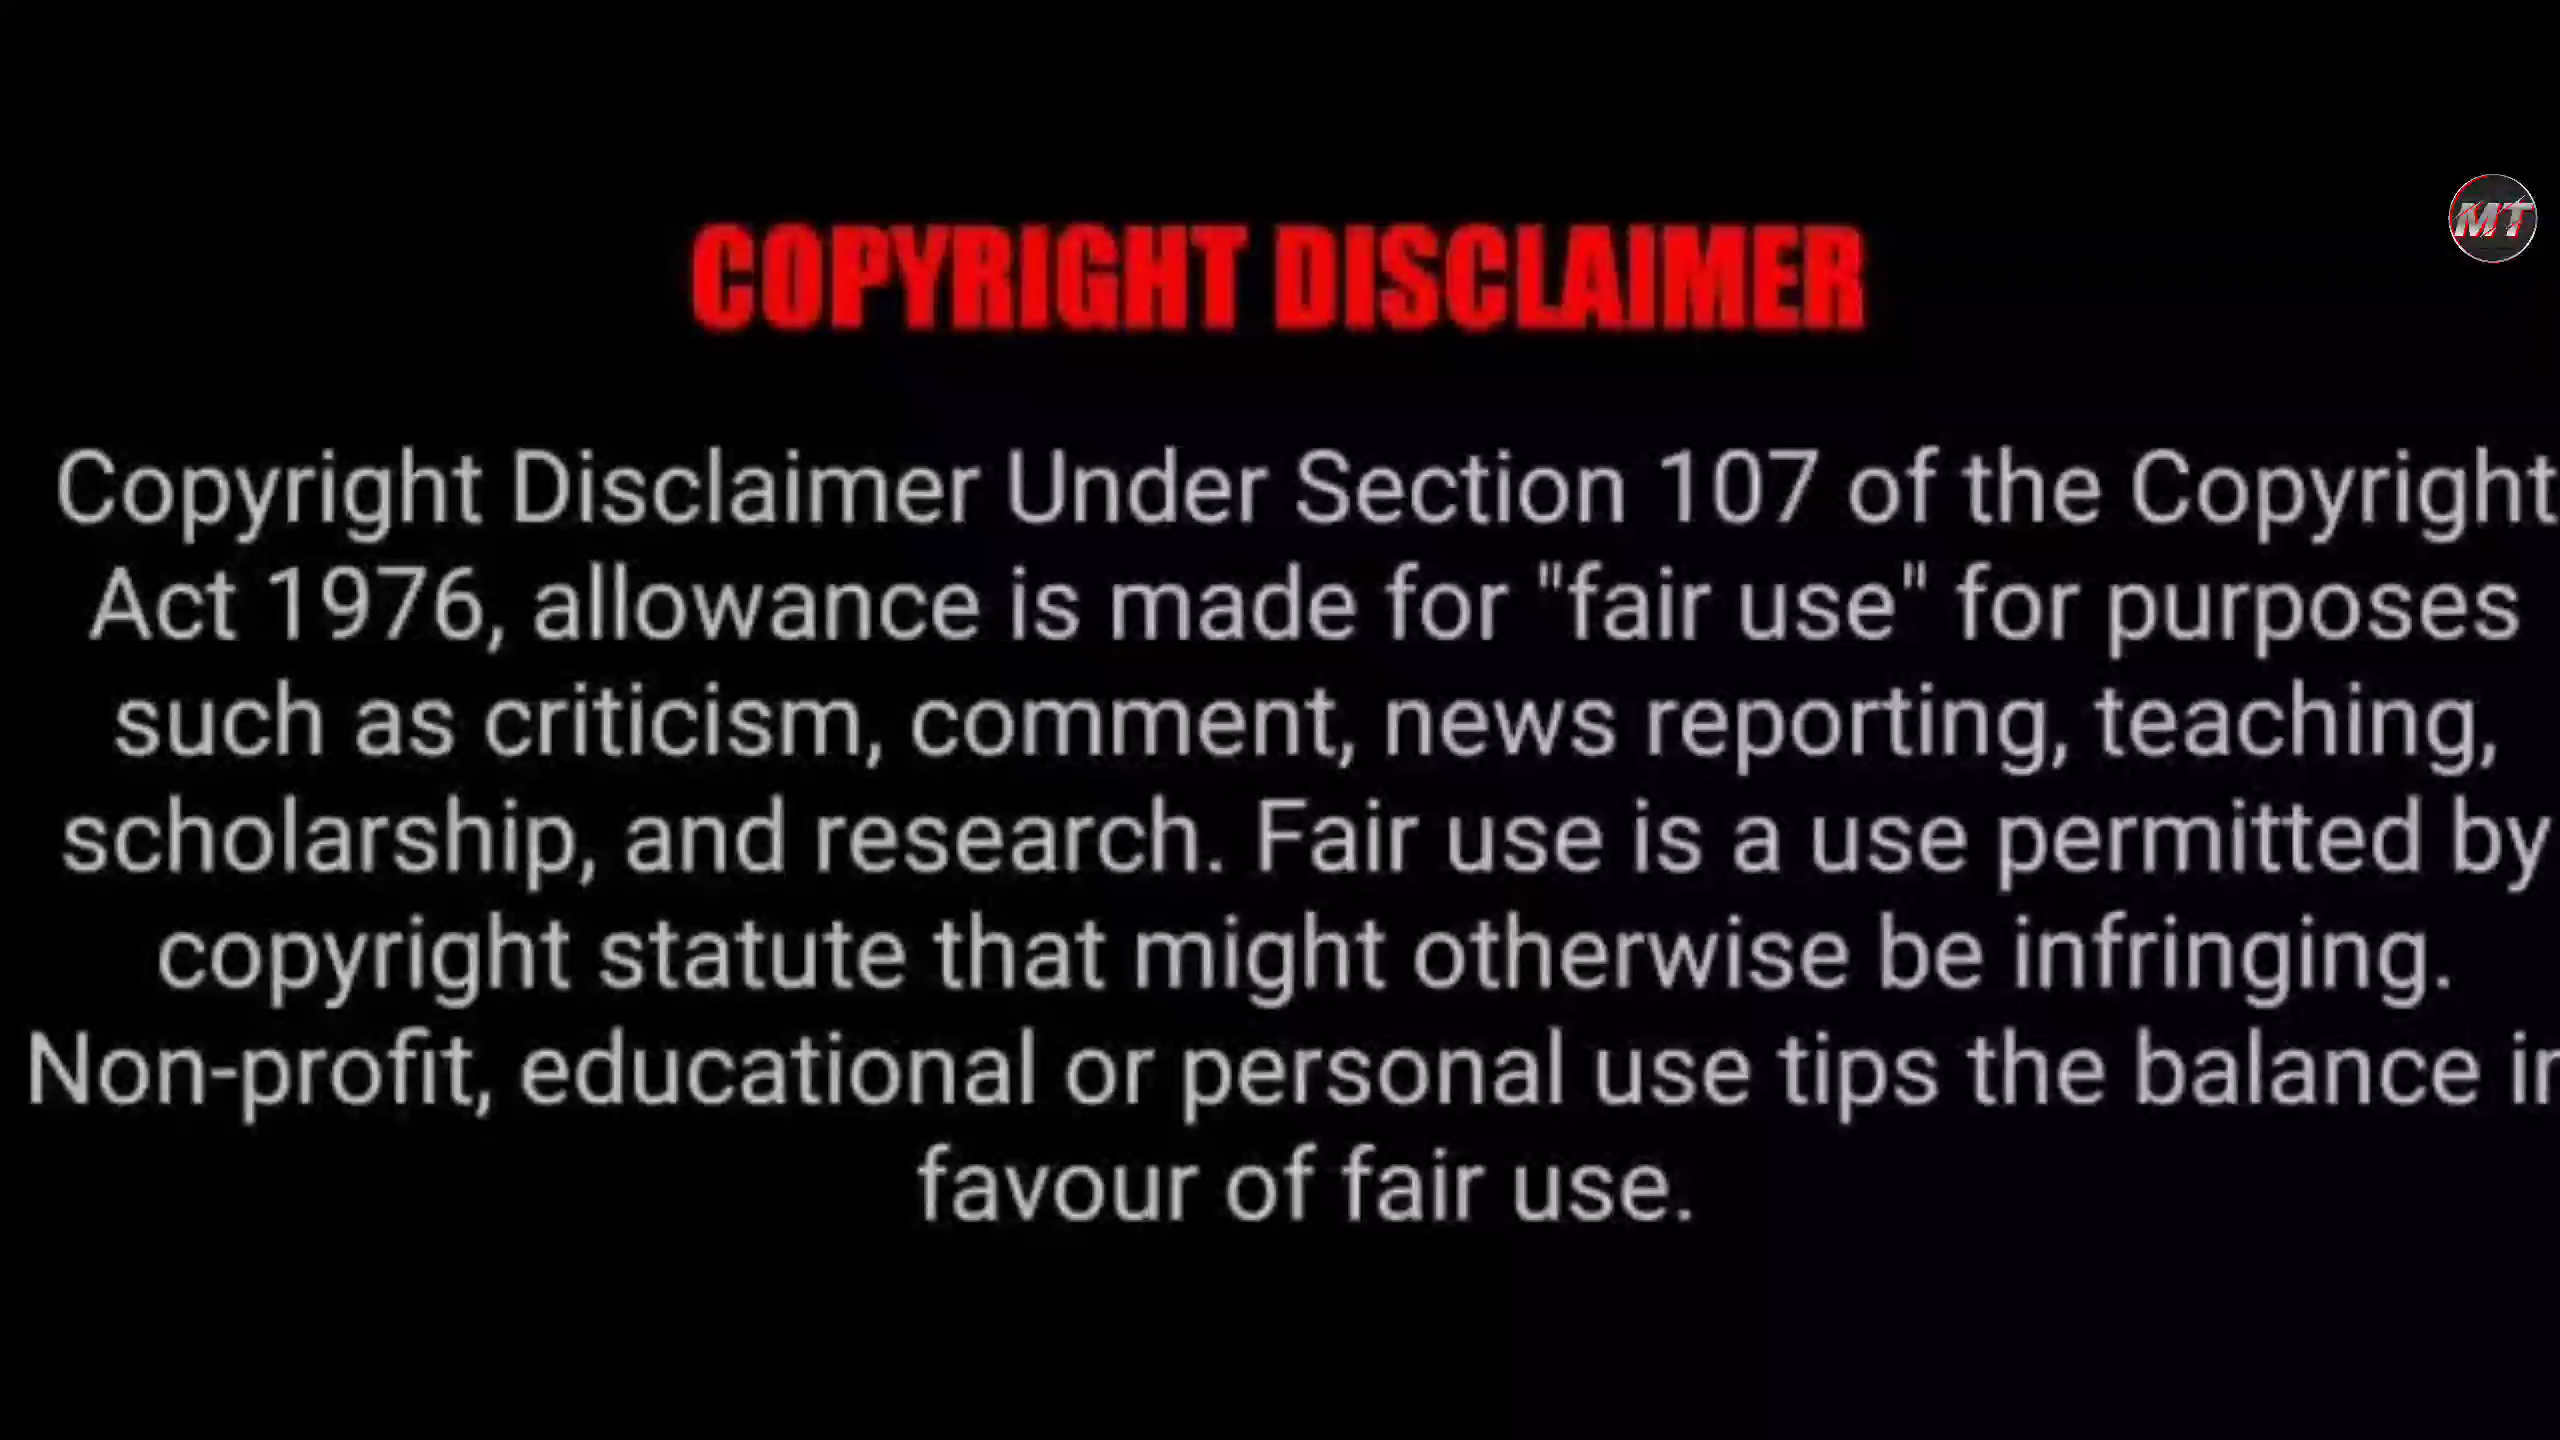 COPYRIGHT DISCLAIMER
MT
Copyright Disclaimer Under Section 107 of the Copyright
Act 1976, allowance is made for "fair use" for purposes
such as criticism, comment, news reporting, teaching,
scholarship, and research. Fair use is a use permitted by
copyright statute that might otherwise be infringing.
Non-profit, educational or personal use tips the balance in
favour of fair use.